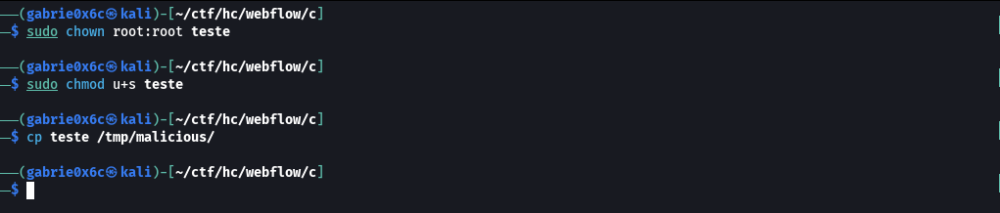 (gabrie0x6c㉿kali)-[~/ctf/hc/webflow/c]
$ sudo chown root:root teste
(gabrie0x6c㉿kali)-[~/ctf/hc/webflow/c]
$ sudo chmod u+s teste
(gabrie0x6c㉿kali)-[~/ctf/hc/webflow/c]
$ cp teste /tmp/malicious/
(gabrie0x6c㉿kali)-[~/ctf/hc/webflow/c]
$